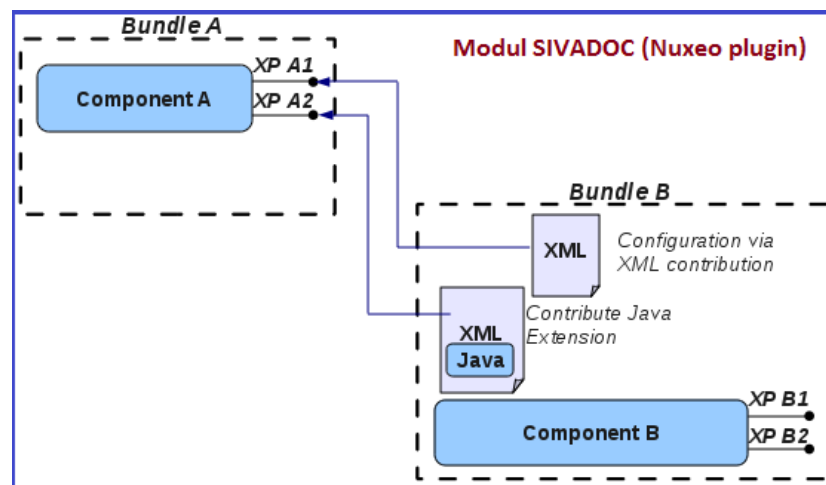 Bundle A
Modul SIVADOC (Nuxeo plugin)
XP A1
Component A
XP A2
Bundle B
XML
Configuration via
XML contribution
Contribute Java
Extension
XML
Java
XP B1
Component B
XP B2